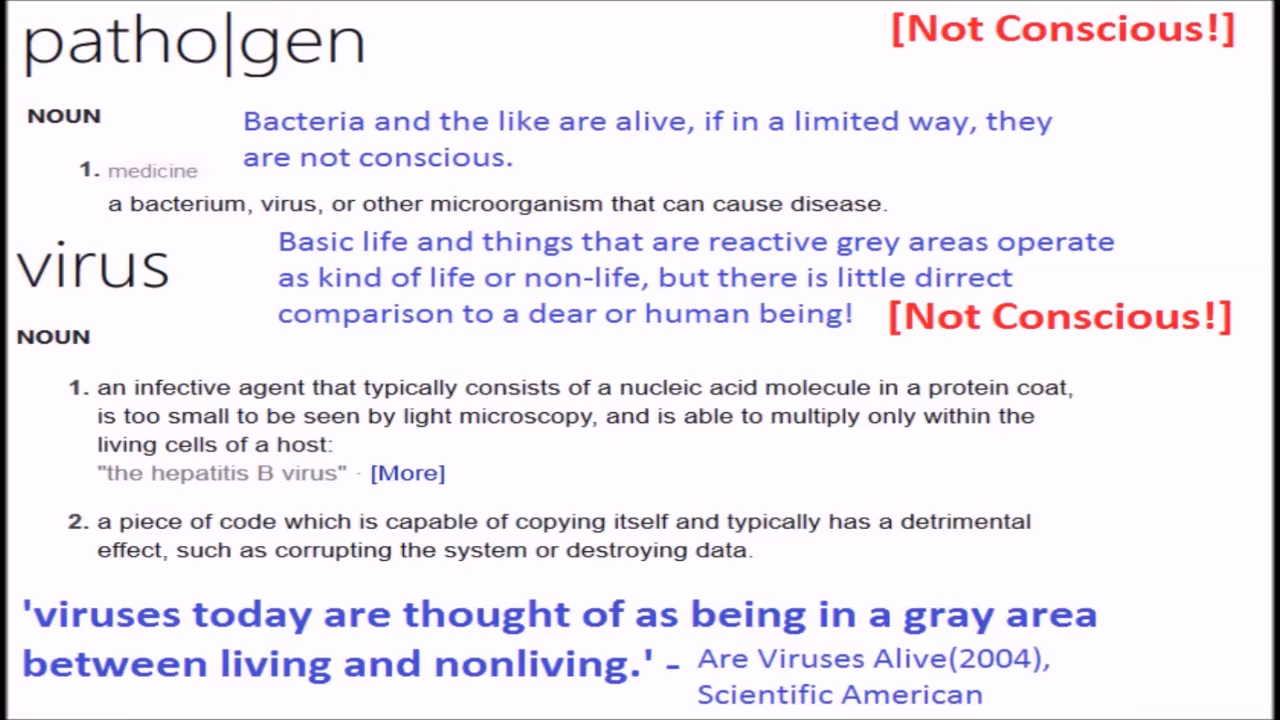 patho|gen
[Not Conscious!]
NOUN
Bacteria and the like are alive, if in a limited way, they
are not conscious.
1. medicine
a bacterium, virus, or other microorganism that can cause disease.
virus
Basic life and things that are reactive grey areas operate
as kind of life or non-life, but there is little dirrect
comparison to a dear or human being!
[Not Conscious!]
NOUN
1. an infective agent that typically consists of a nucleic acid molecule in a protein coat,
is too small to be seen by light microscopy, and is able to multiply only within the
living cells of a host:
"the hepatitis B virus" · [More]
2. a piece of code which is capable of copying itself and typically has a detrimental
effect, such as corrupting the system or destroying data.
'viruses today are thought of as being in a gray area
between living and nonliving.' - Are Viruses Alive(2004),
Scientific American